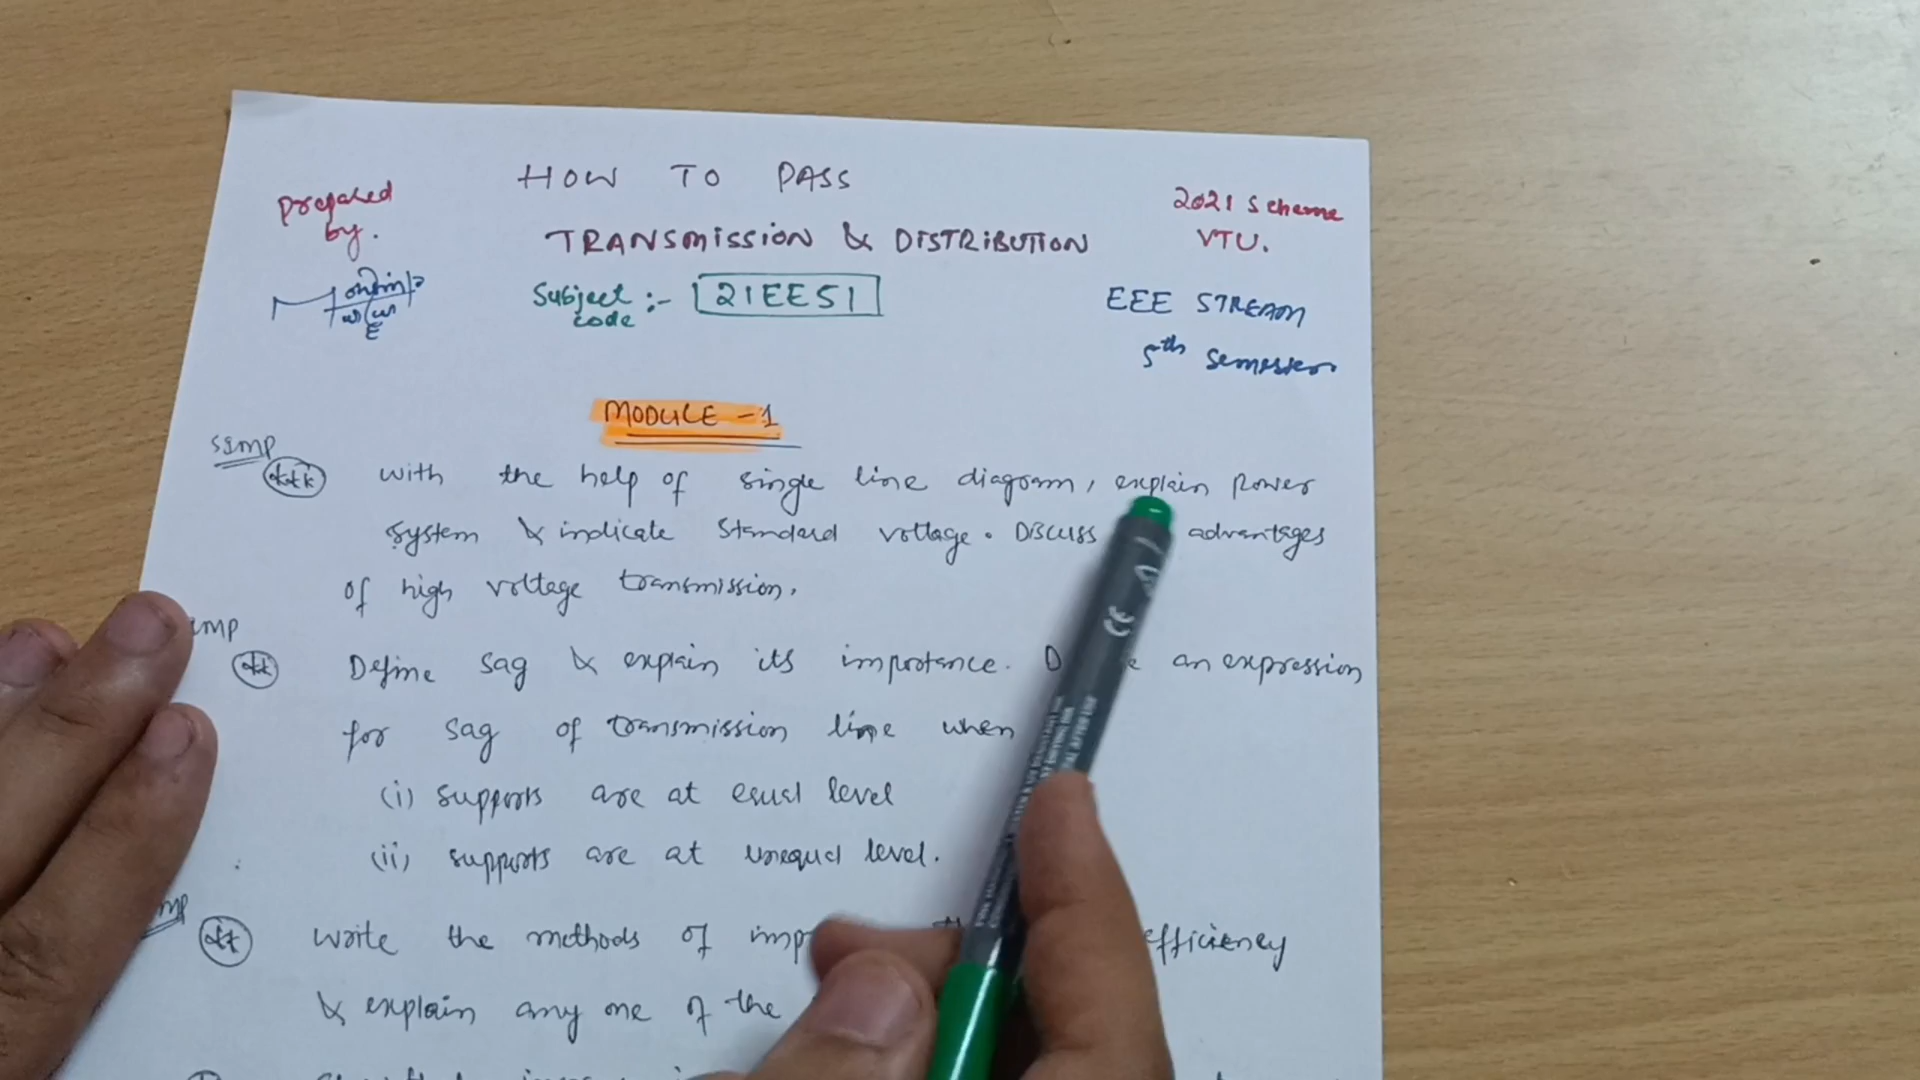 HOW TO PASS
prepared by.
TRANSMISSION & DISTRIBUTION
2021 Scheme
VTU.
Subject code :- 21EE51
EEE STREAM
5th semester
MODULE - 1
SIMP
with the help of single line diagram, explain power
system & indicate standard voltage. Discuss advantages
of high voltage transmission.
IMP
Define sag & explain its importance. an expression
for sag of transmission line when
(i) supports are at equal level
(ii) supports are at unequal level.
write the methods of efficiency
& explain any one of the
CE